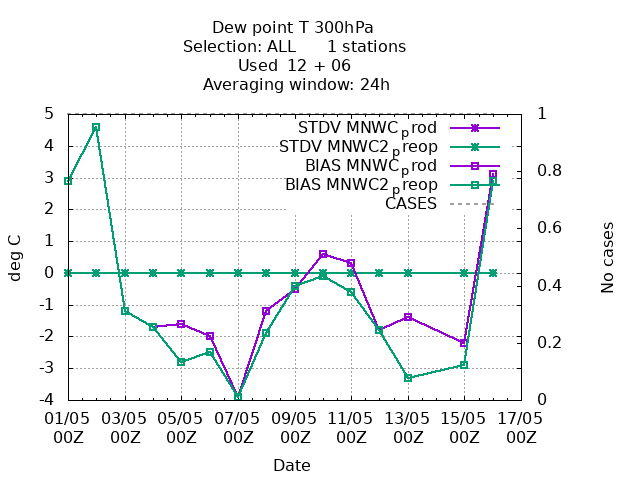 Dew point T 300hPa
Selection: ALL 1 stations
Used 12 + 06
Averaging window: 24h
STDV MNWC_prod
STDV MNWC2_preop
BIAS MNWC_prod
BIAS MNWC2_preop
CASES
5
4
3
2
1
0
-1
-2
-3
-4
deg C
1
0.8
0.6
0.4
0.2
0
No cases
01/05 03/05 05/05 07/05 09/05 11/05 13/05 15/05 17/05
00Z 00Z 00Z 00Z 00Z 00Z 00Z 00Z 00Z
Date